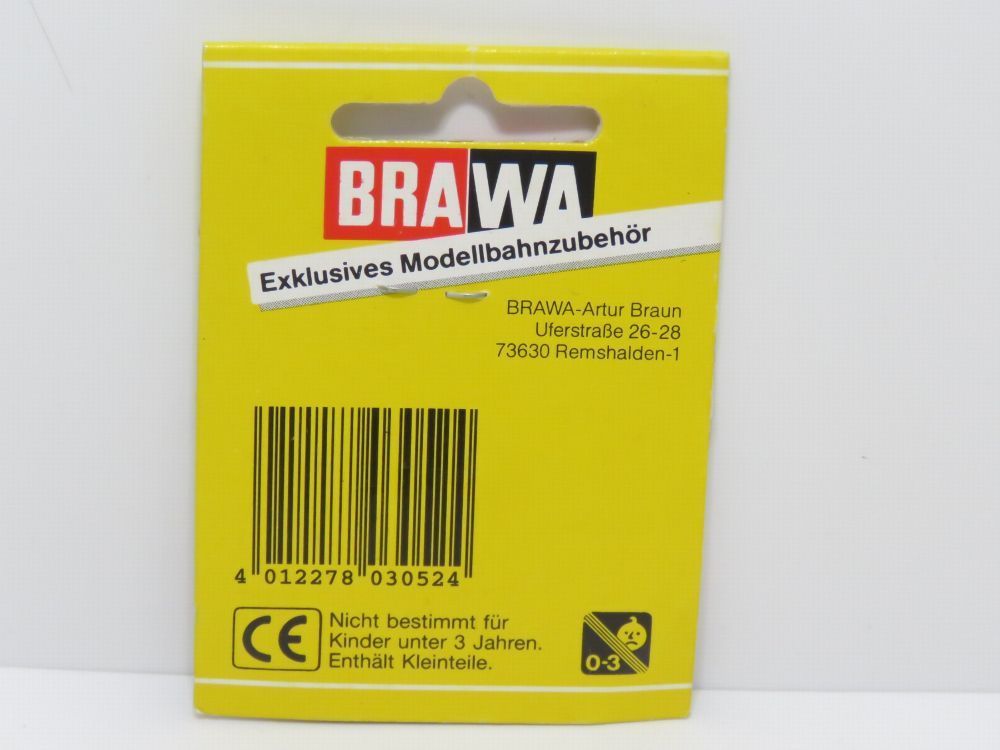 BRAWA
Exklusives Modellbahnzubehör
BRAWA-Artur Braun
Uferstraße 26-28
73630 Remshalden-1
4 012278 030524
CE
Nicht bestimmt für
Kinder unter 3 Jahren.
Enthält Kleinteile.
0-3